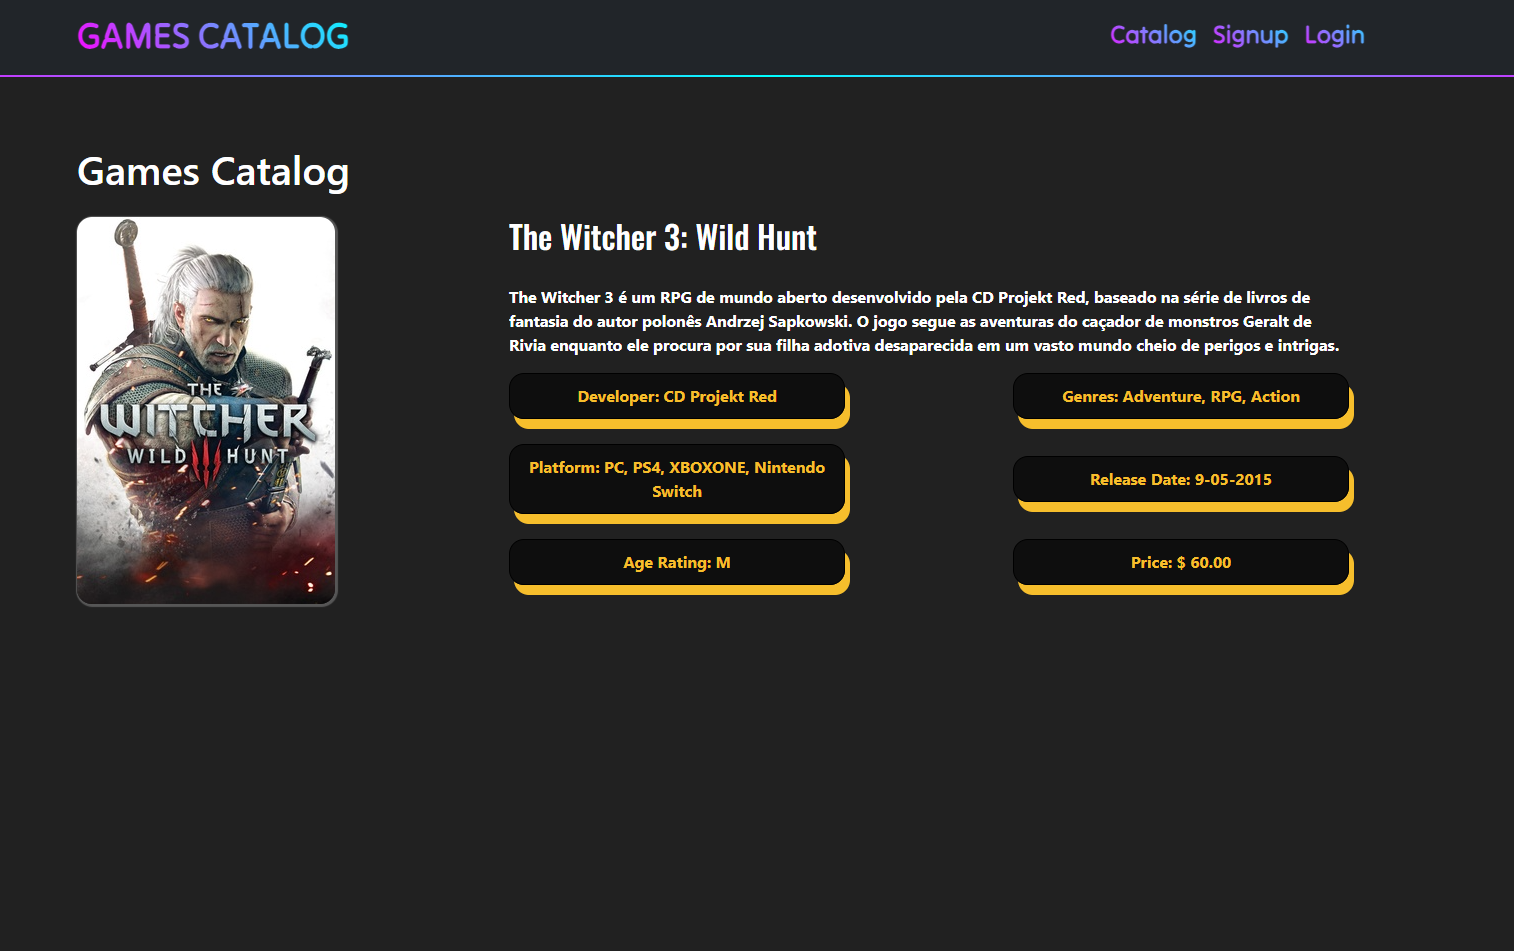 GAMES CATALOG
Catalog Signup Login
Games Catalog
THE
WITCHER
WILD HUNT
The Witcher 3: Wild Hunt
The Witcher 3 é um RPG de mundo aberto desenvolvido pela CD Projekt Red, baseado na série de livros de
fantasia do autor polonês Andrzej Sapkowski. O jogo segue as aventuras do caçador de monstros Geralt de
Rivia enquanto ele procura por sua filha adotiva desaparecida em um vasto mundo cheio de perigos e intrigas.
Developer: CD Projekt Red
Genres: Adventure, RPG, Action
Platform: PC, PS4, XBOXONE, Nintendo
Switch
Release Date: 9-05-2015
Age Rating: M
Price: $ 60.00